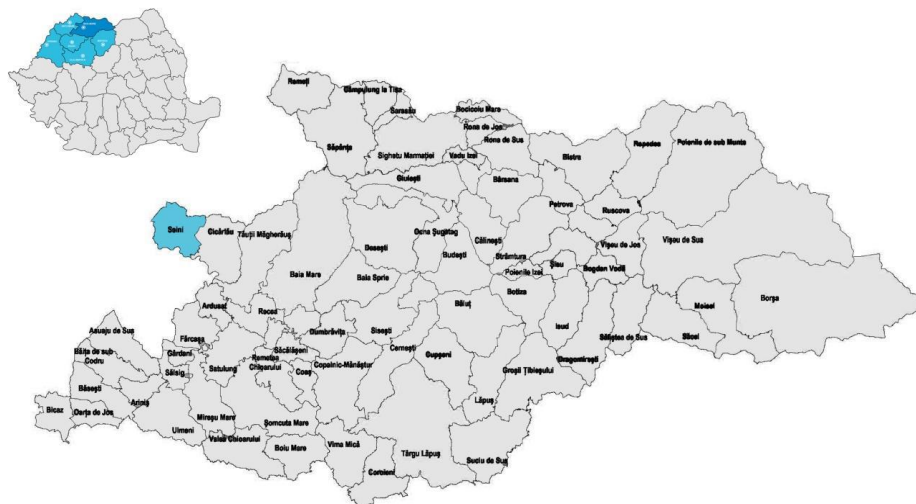 Remeți
Câmpulung la Tisa
Sarasău
Bocicoiu Mare
Rona de Jos
Rona de Sus
Săpânța
Sighetu Marmației
Vadu Izei
Bistra
Repedea
Poienile de sub Munte
Giulești
Bârsana
Petrova
Ruscova
Seini
Cicârlău
Tăuții Măgherăuș
Desești
Ocna Șugatag
Budești
Călinești
Strâmtura
Vișeu de Jos
Vișeu de Sus
Baia Mare
Baia Sprie
Poienile Izei
Șieu
Bogdan Vodă
Botiza
Ardusat
Recea
Băiuț
Moisei
Borșa
Asuaju de Sus
Fărcașa
Dumbrăvița
Sisești
Ieud
Săliștea de Sus
Săcel
Băița de sub
Codru
Gârdani
Remetea
Chioarului
Săcălășeni
Cernești
Cupșeni
Dragomirești
Băsești
Sălsig
Satulung
Coaș
Copalnic-Mănăștur
Groșii Țibleșului
Bicaz
Oarța de Jos
Ariniș
Mireșu Mare
Șomcuta Mare
Lăpuș
Ulmeni
Valea Chioarului
Boiu Mare
Vima Mică
Târgu Lăpuș
Suciu de Sus
Coroieni